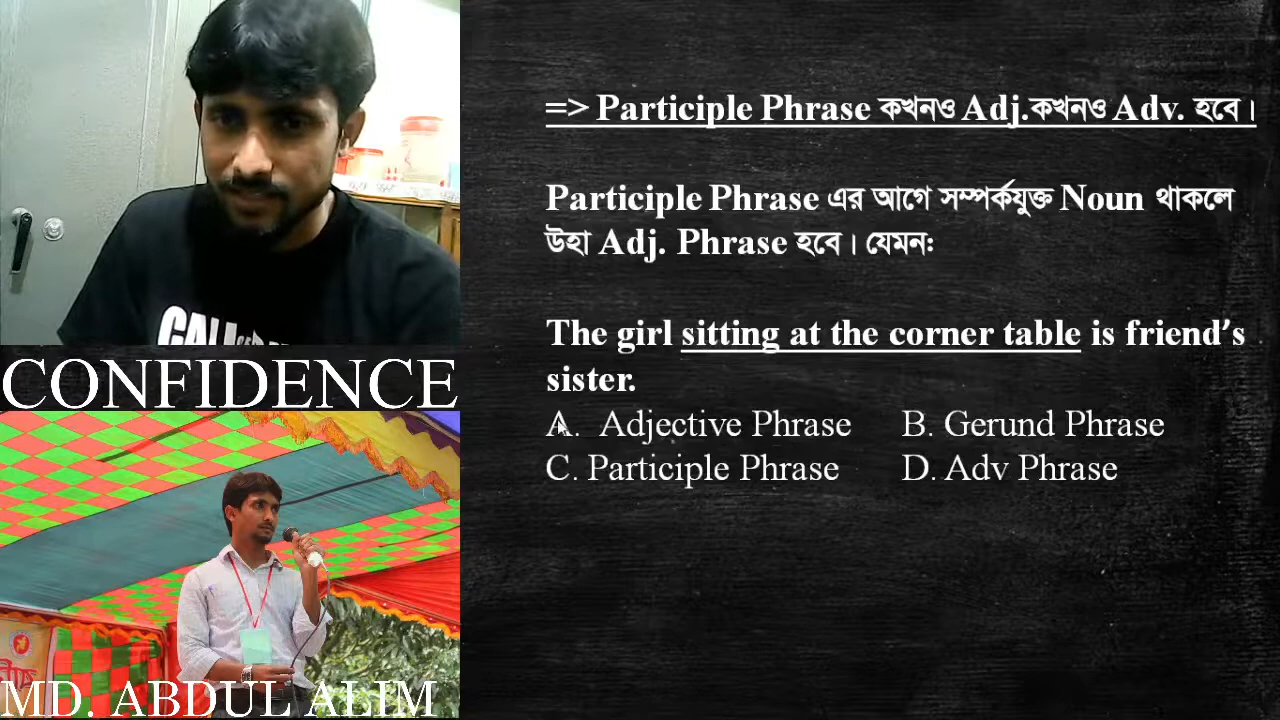 => Participle Phrase কখনও Adj.কখনও Adv. হবে।
Participle Phrase এর আগে সম্পর্কযুক্ত Noun থাকলে
উহা Adj. Phrase হবে। যেমনঃ
The girl sitting at the corner table is friend’s
sister.
A. Adjective Phrase B. Gerund Phrase
C. Participle Phrase D. Adv Phrase
CONFIDENCE
MD. ABDUL ALIM